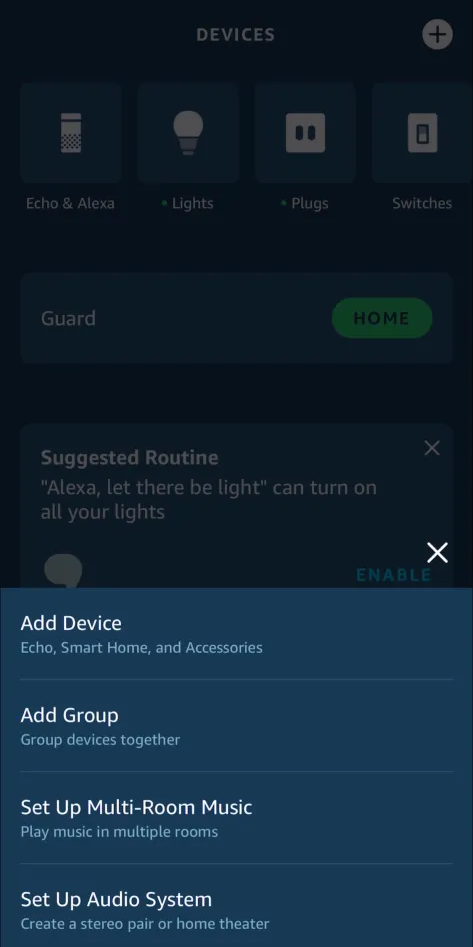 DEVICES
Echo & Alexa
Lights
Plugs
Switches
Guard
HOME
Suggested Routine
"Alexa, let there be light" can turn on
all your lights
ENABLE
Add Device
Echo, Smart Home, and Accessories
Add Group
Group devices together
Set Up Multi-Room Music
Play music in multiple rooms
Set Up Audio System
Create a stereo pair or home theater